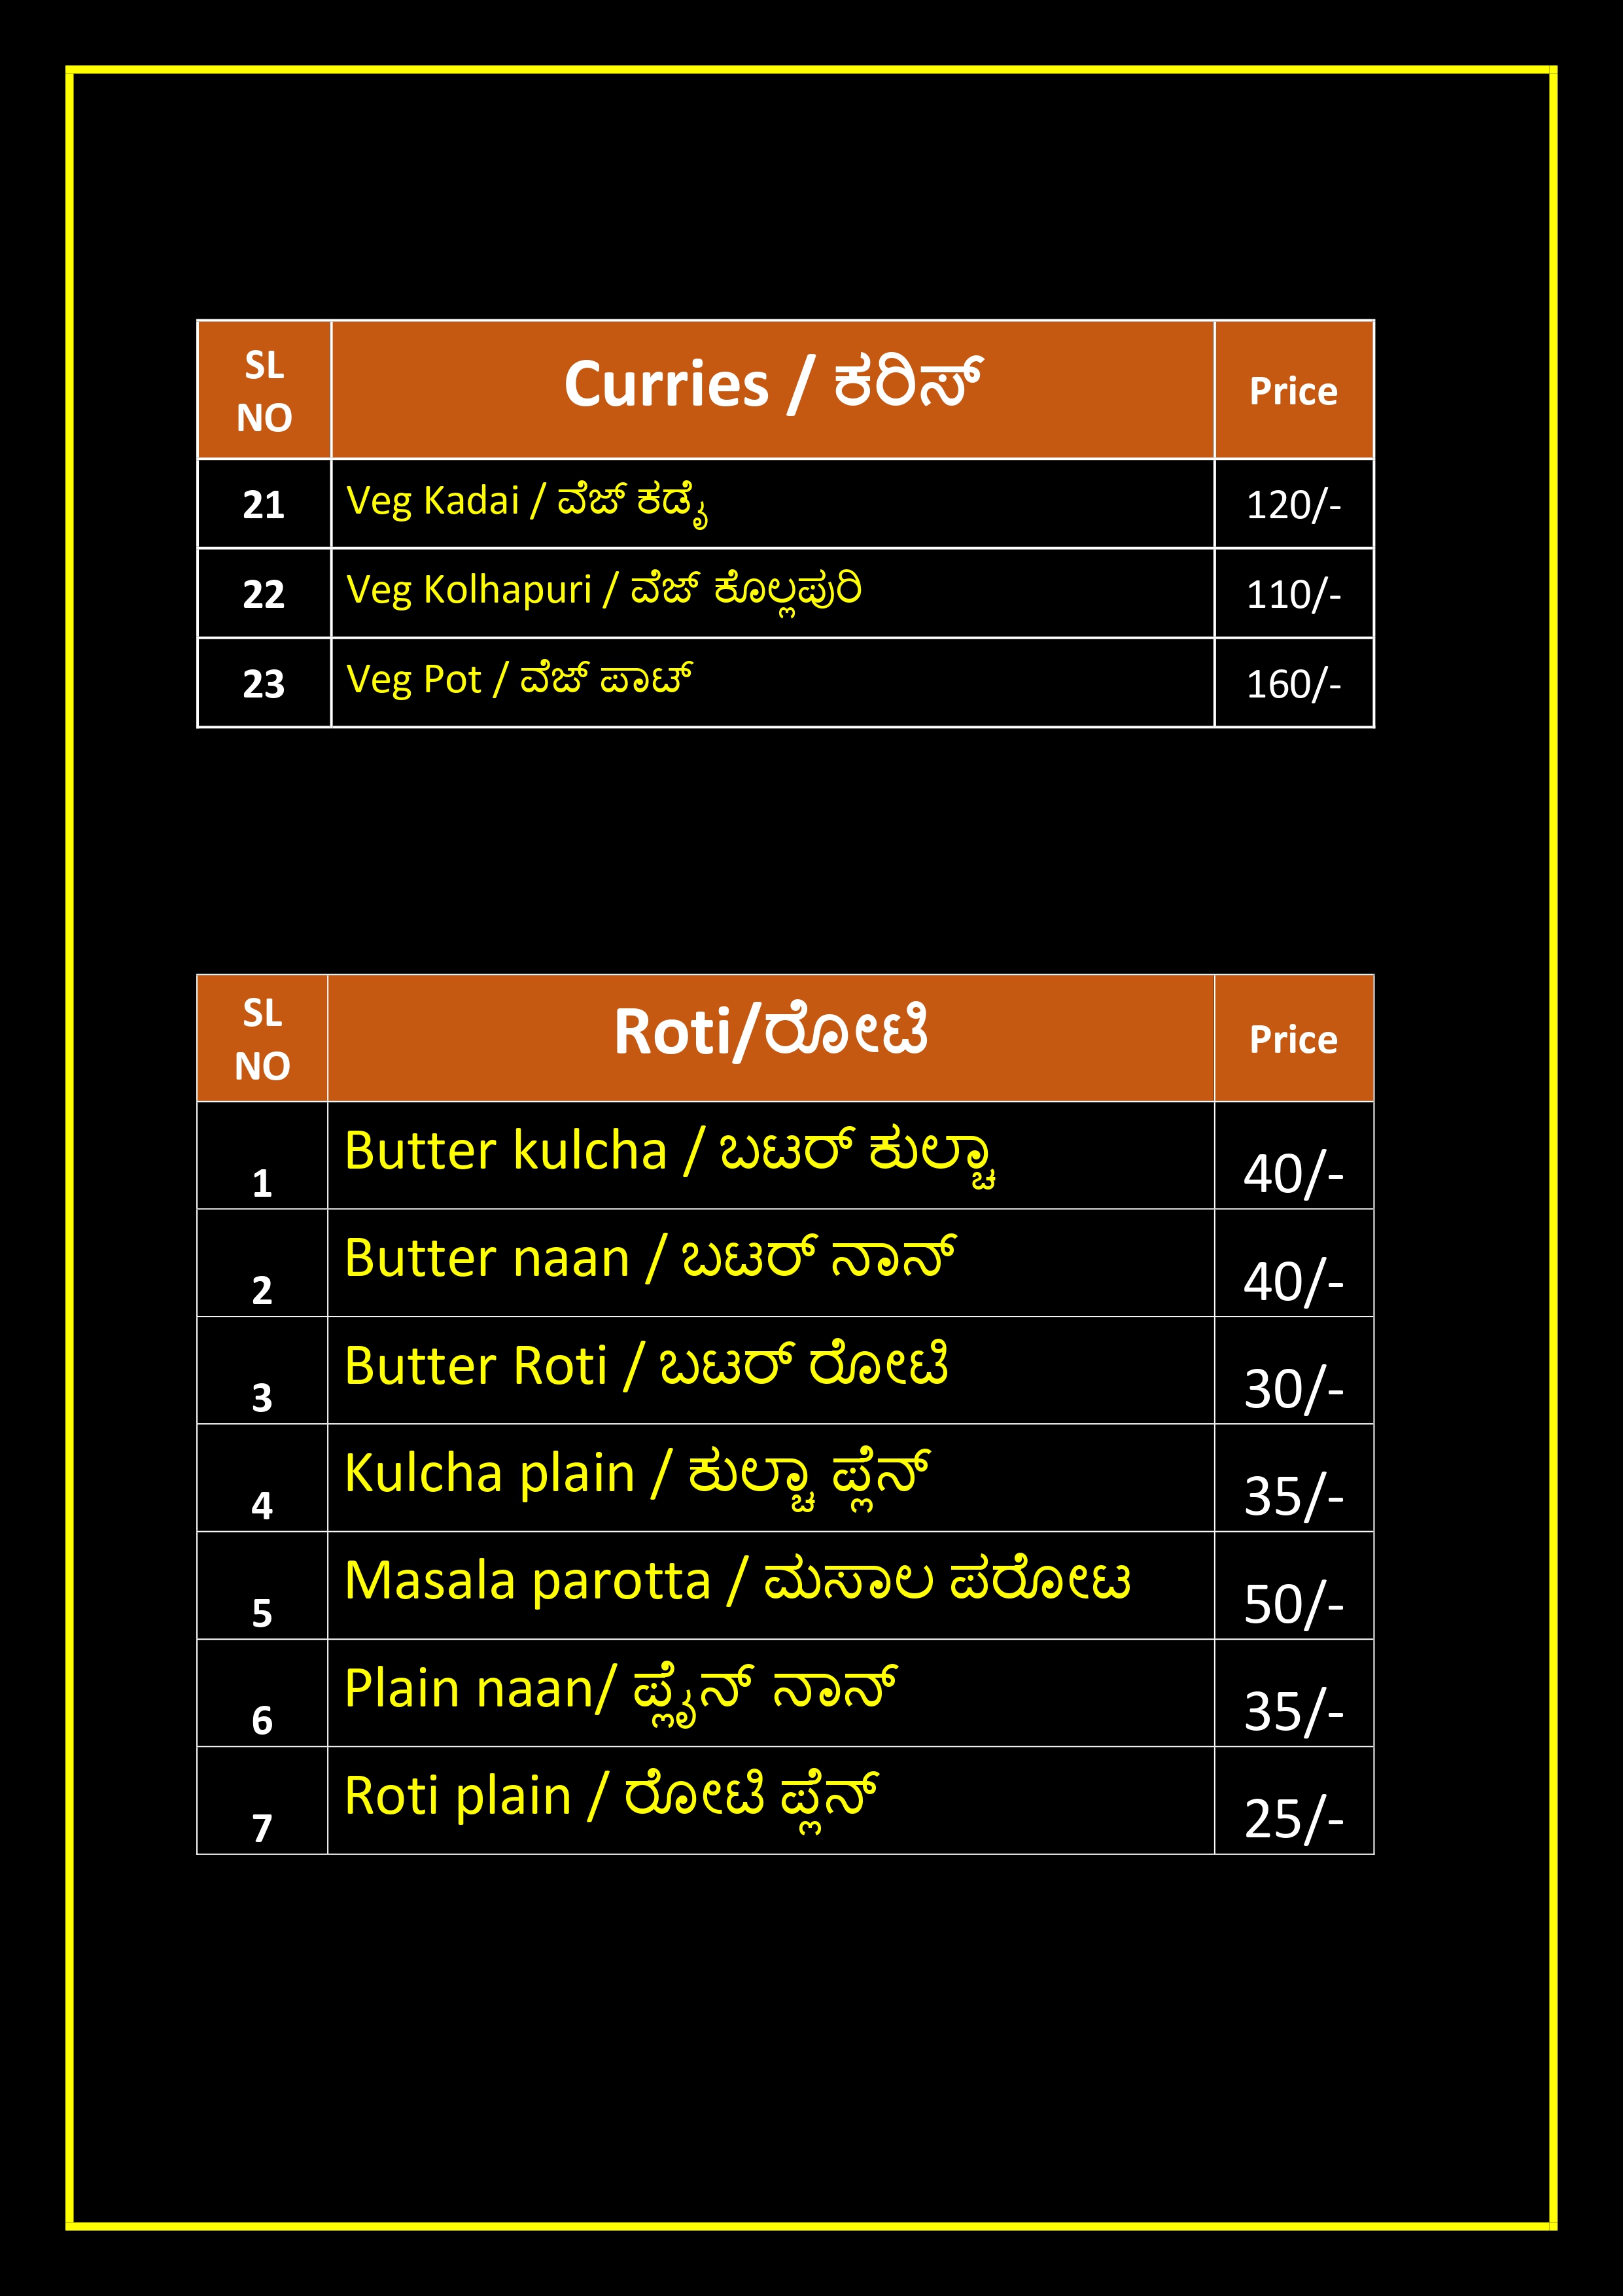 SL NO Curries / ಕರಿಸ್ Price
21 Veg Kadai / ವೆಜ್ ಕಡೈ 120/-
22 Veg Kolhapuri / ವೆಜ್ ಕೊಲ್ಲಪುರಿ 110/-
23 Veg Pot / ವೆಜ್ ಪಾಟ್ 160/-
SL NO Roti/ರೋಟಿ Price
1 Butter kulcha / ಬಟರ್ ಕುಲ್ಚಾ 40/-
2 Butter naan / ಬಟರ್ ನಾನ್ 40/-
3 Butter Roti / ಬಟರ್ ರೋಟಿ 30/-
4 Kulcha plain / ಕುಲ್ಚಾ ಪ್ಲೆನ್ 35/-
5 Masala parotta / ಮಸಾಲ ಪರೋಟ 50/-
6 Plain naan/ ಪ್ಲೈನ್ ನಾನ್ 35/-
7 Roti plain / ರೋಟಿ ಪ್ಲೆನ್ 25/-